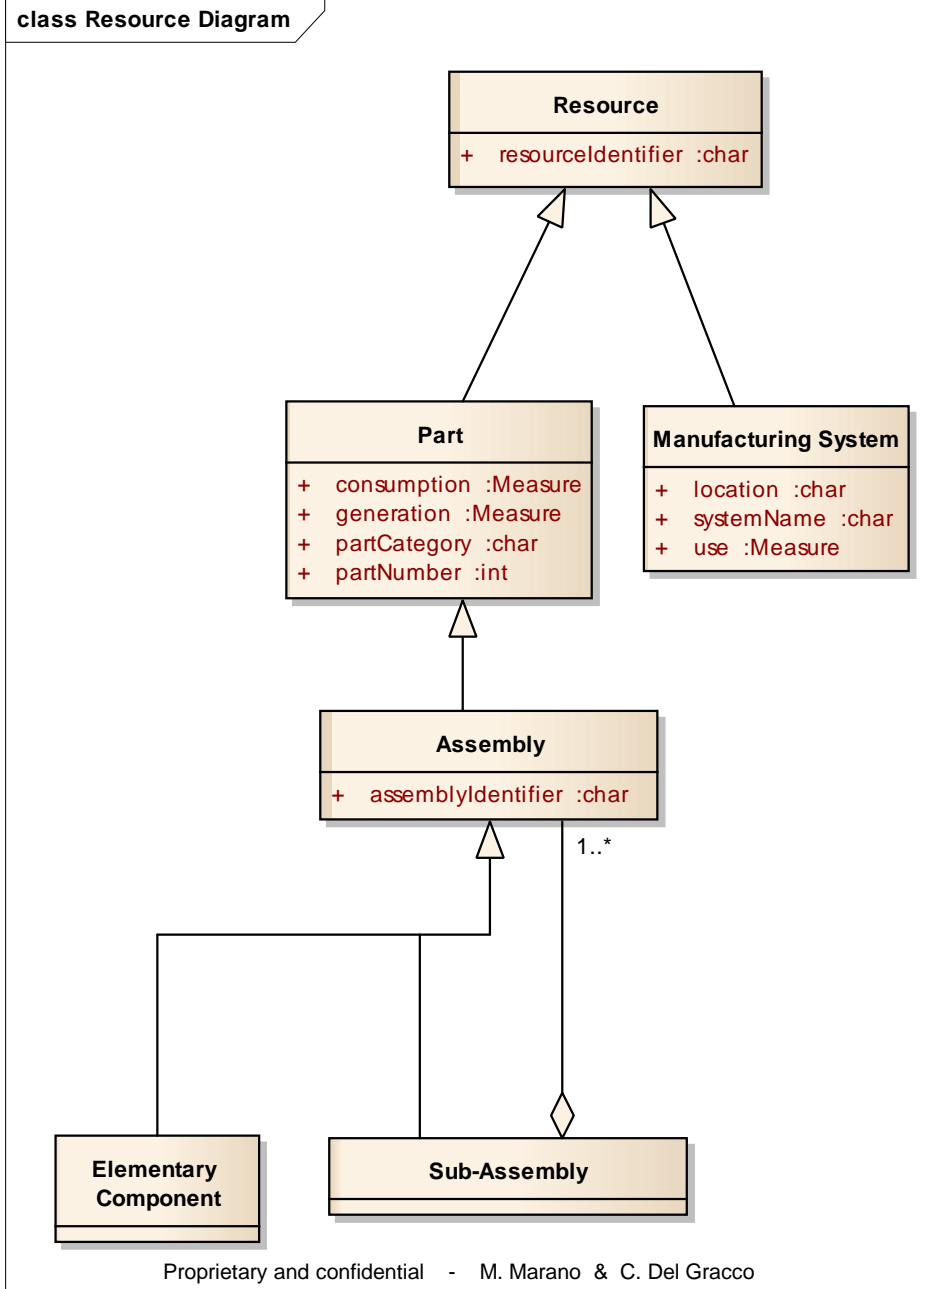 class Resource Diagram
Resource
+ resourceIdentifier :char
Part
+ consumption :Measure
+ generation :Measure
+ partCategory :char
+ partNumber :int
Manufacturing System
+ location :char
+ systemName :char
+ use :Measure
Assembly
+ assemblyIdentifier :char
1..*
Elementary
Component
Sub-Assembly
Proprietary and confidential - M. Marano & C. Del Gracco